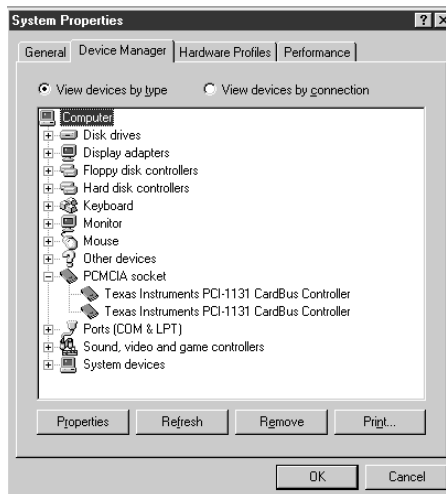 System Properties
General Device Manager Hardware Profiles Performance
View devices by type View devices by connection
Computer
Disk drives
Display adapters
Floppy disk controllers
Hard disk controllers
Keyboard
Monitor
Mouse
Other devices
PCMCIA socket
Texas Instruments PCI-1131 CardBus Controller
Texas Instruments PCI-1131 CardBus Controller
Ports (COM & LPT)
Sound, video and game controllers
System devices
Properties Refresh Remove Print...
OK Cancel